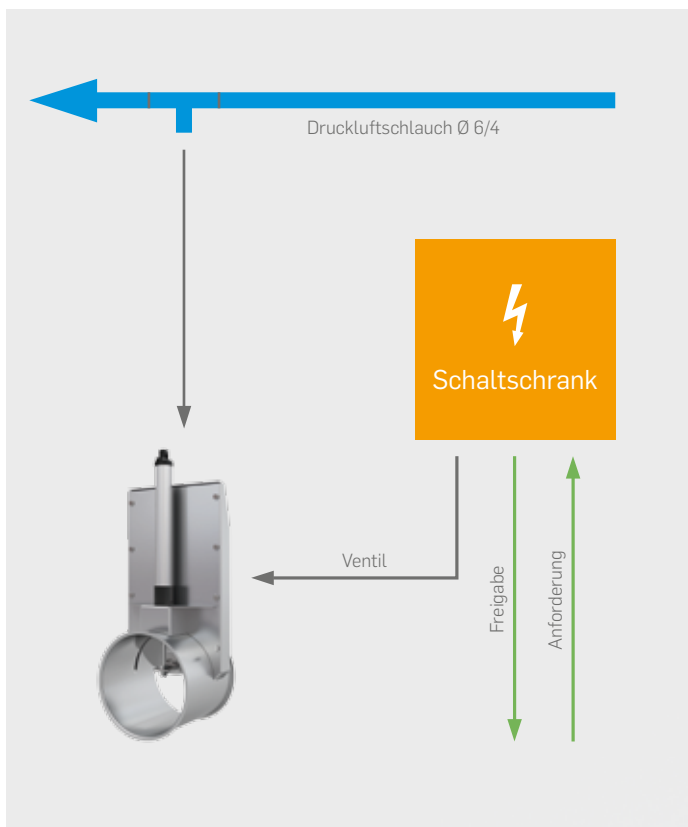 Druckluftschlauch Ø 6/4
Schaltschrank
Ventil
Freigabe
Anforderung